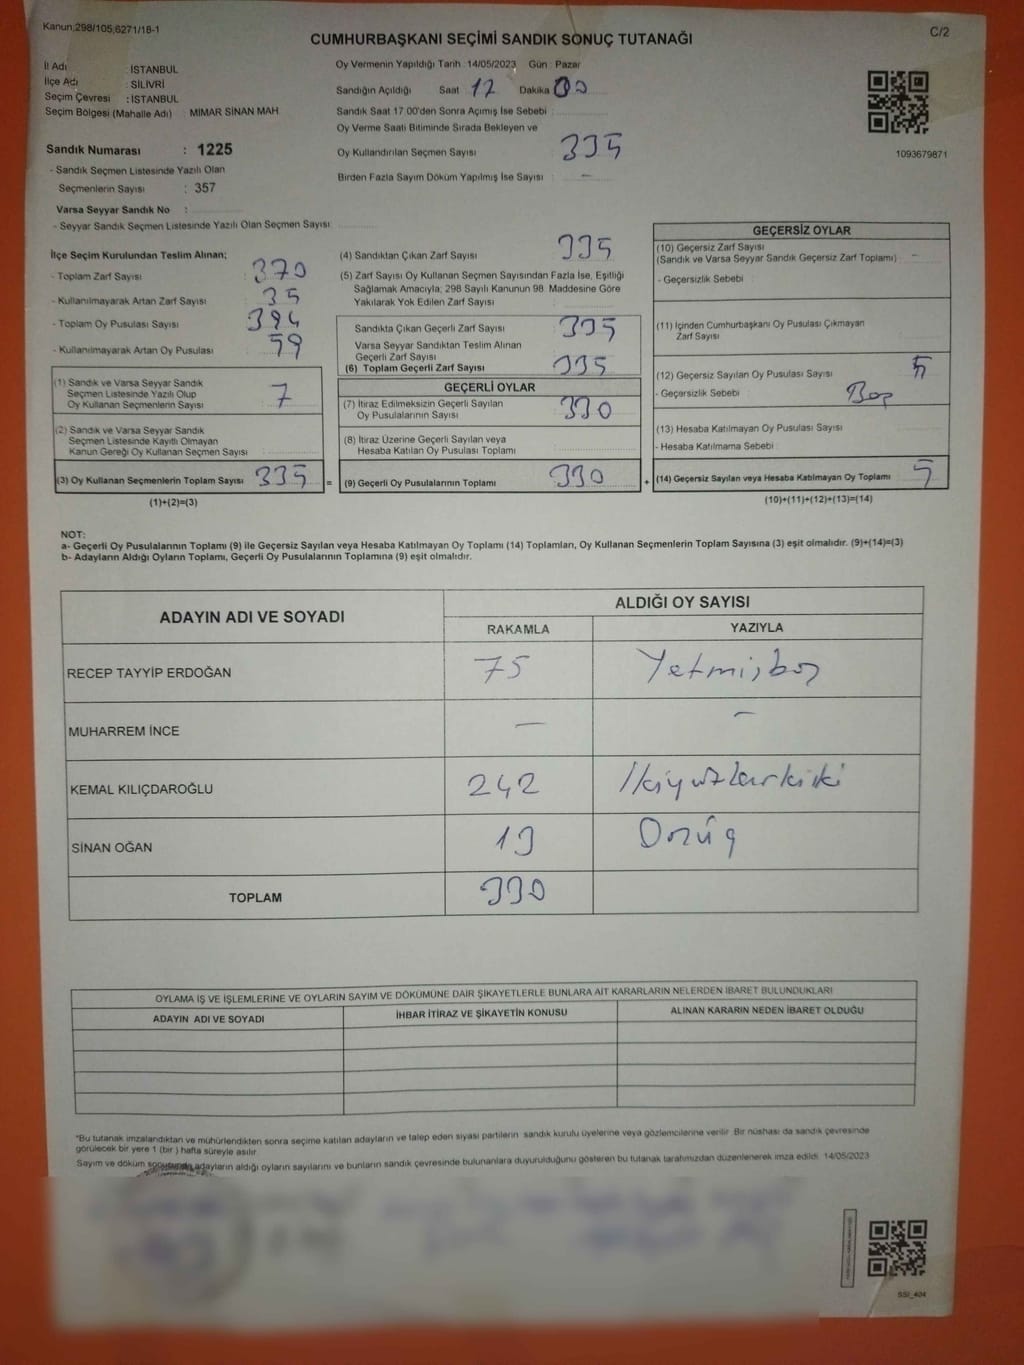 Kanun;298/105,6271/18-1
C/2
CUMHURBAŞKANI SEÇİMİ SANDIK SONUÇ TUTANAĞI
İl Adı : İSTANBUL
İlçe Adı : SİLİVRİ
Seçim Çevresi : İSTANBUL
Seçim Bölgesi (Mahalle Adı) : MİMAR SİNAN MAH
Sandık Numarası : 1225
- Sandık Seçmen Listesinde Yazılı Olan
Seçmenlerin Sayısı : 357
Varsa Seyyar Sandık No :
- Seyyar Sandık Seçmen Listesinde Yazılı Olan Seçmen Sayısı
Oy Vermenin Yapıldığı Tarih : 14/05/2023 Gün : Pazar
Sandığın Açıldığı Saat 17 Dakika 00
Sandık Saat 17.00'den Sonra Açımış İse Sebebi :
Oy Verme Saati Bitiminde Sırada Bekleyen ve
Oy Kullandırılan Seçmen Sayısı : 335
Birden Fazla Sayım Döküm Yapılmış İse Sayısı : -
1093679871
İlçe Seçim Kurulundan Teslim Alınan;
- Toplam Zarf Sayısı : 370
- Kullanılmayarak Artan Zarf Sayısı : 35
- Toplam Oy Pusulası Sayısı : 394
- Kullanılmayarak Artan Oy Pusulası : 59
(1) Sandık ve Varsa Seyyar Sandık
Seçmen Listesinde Yazılı Olup
Oy Kullanan Seçmenlerin Sayısı : 7
(2) Sandık ve Varsa Seyyar Sandık
Seçmen Listesinde Kayıtlı Olmayan
Kanun Gereği Oy Kullanan Seçmen Sayısı :
(3) Oy Kullanan Seçmenlerin Toplam Sayısı 335
(1)+(2)=(3)
(4) Sandıktan Çıkan Zarf Sayısı : 335
(5) Zarf Sayısı Oy Kullanan Seçmen Sayısından Fazla İse, Eşitliği
Sağlamak Amacıyla, 298 Sayılı Kanunun 98. Maddesine Göre
Yakılarak Yok Edilen Zarf Sayısı :
Sandıkta Çıkan Geçerli Zarf Sayısı : 335
Varsa Seyyar Sandıktan Teslim Alınan
Geçerli Zarf Sayısı :
(6) Toplam Geçerli Zarf Sayısı : 335
GEÇERLİ OYLAR
(7) İtiraz Edilmeksizin Geçerli Sayılan
Oy Pusulalarının Sayısı : 330
(8) İtiraz Üzerine Geçerli Sayılan veya
Hesaba Katılan Oy Pusulası Toplamı :
= (9) Geçerli Oy Pusulalarının Toplamı : 330
GEÇERSİZ OYLAR
(10) Geçersiz Zarf Sayısı
(Sandık ve Varsa Seyyar Sandık Geçersiz Zarf Toplamı) : -
- Geçersizlik Sebebi :
(11) İçinden Cumhurbaşkanı Oy Pusulası Çıkmayan
Zarf Sayısı :
(12) Geçersiz Sayılan Oy Pusulası Sayısı : 5
- Geçersizlik Sebebi : Boş
(13) Hesaba Katılmayan Oy Pusulası Sayısı :
- Hesaba Katılmama Sebebi :
+ (14) Geçersiz Sayılan veya Hesaba Katılmayan Oy Toplamı : 5
(10)+(11)+(12)+(13)=(14)
NOT:
a- Geçerli Oy Pusulalarının Toplamı (9) ile Geçersiz Sayılan veya Hesaba Katılmayan Oy Toplamı (14) Toplamları, Oy Kullanan Seçmenlerin Toplam Sayısına (3) eşit olmalıdır. (9)+(14)=(3)
b- Adayların Aldığı Oyların Toplamı, Geçerli Oy Pusulalarının Toplamına (9) eşit olmalıdır.
ADAYIN ADI VE SOYADI
ALDIĞI OY SAYISI
RAKAMLA YAZIYLA
RECEP TAYYİP ERDOĞAN 75 Yetmişbeş
MUHARREM İNCE - -
KEMAL KILIÇDAROĞLU 242
SİNAN OĞAN 13 Onüç
TOPLAM 330
OYLAMA İŞ VE İŞLEMLERİNE VE OYLARIN SAYIM VE DÖKÜMÜNE DAİR ŞİKAYETLERLE BUNLARA AİT KARARLARIN NELERDEN İBARET BULUNDUKLARI
ADAYIN ADI VE SOYADI İHBAR İTİRAZ VE ŞİKAYETİN KONUSU ALINAN KARARIN NEDEN İBARET OLDUĞU
*Bu tutanak imzalandıktan ve mühürlendikten sonra seçime katılan adayların ve talep eden siyasi partilerin sandık kurulu üyelerine veya gözlemcilerine verilir. Bir nüshası da sandık çevresinde
görülecek bir yere 1 (bir ) hafta süreyle asılır.
Sayım ve döküm sonunda adayların aldığı oyların sayılarını ve bunların sandık çevresinde bulunanlara duyurulduğunu gösteren bu tutanak tarafımızdan düzenlenerek imza edildi. 14/05/2023
SSI_404